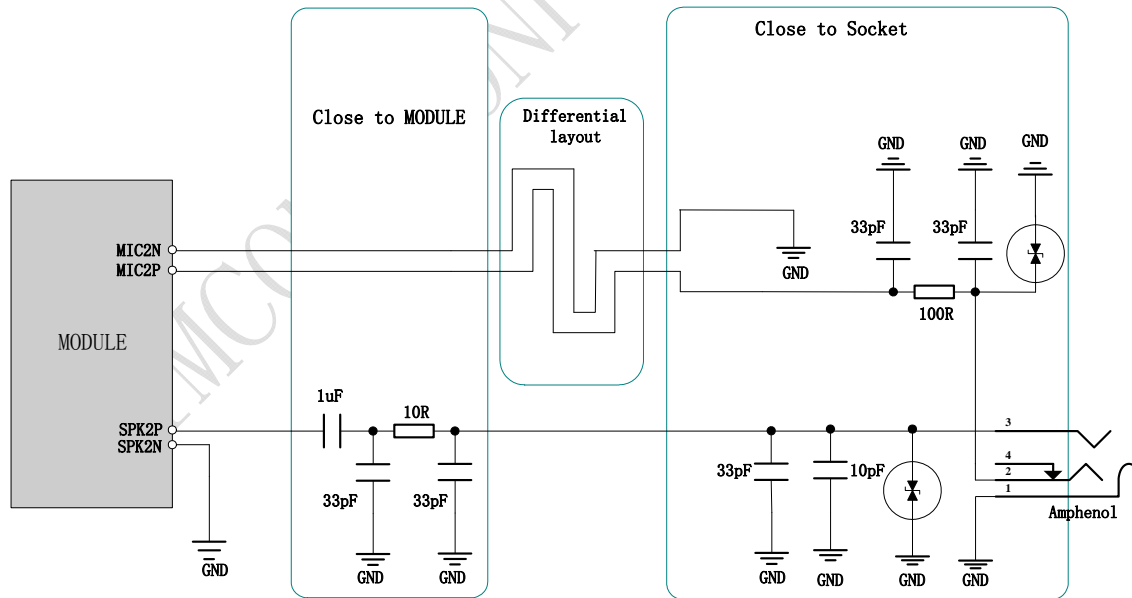 Close to Socket
Close to MODULE
Differential
layout
GND
GND
GND
33pF
33pF
MIC2N
MIC2P
GND
100R
MODULE
1uF
10R
SPK2P
SPK2N
3
4
2
1
33pF
33pF
33pF
10pF
Amphenol
GND
GND
GND
GND
GND
GND
GND